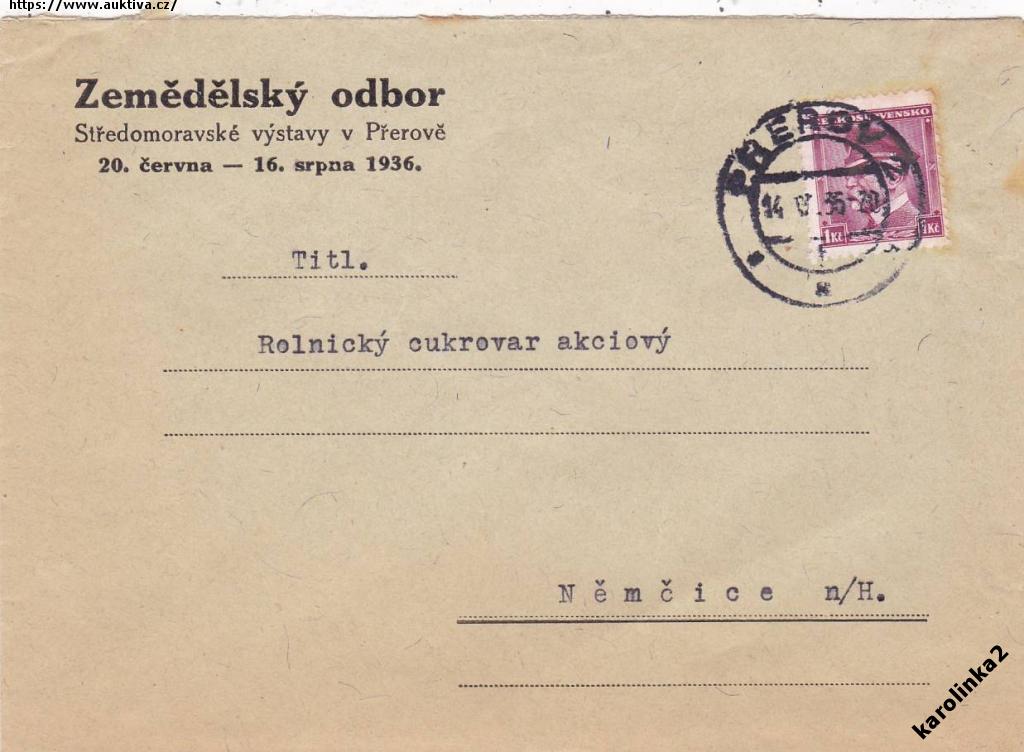 https://www.auktiva.cz/
Zemědělský odbor
Středomoravské výstavy v Přerově
20. června — 16. srpna 1936.
PŘEROV 2
ČESKOSLOVENSKO
1Kč 1Kč
Titl.
Rolnický cukrovar akciový
Němčice n/H.
karolinka2